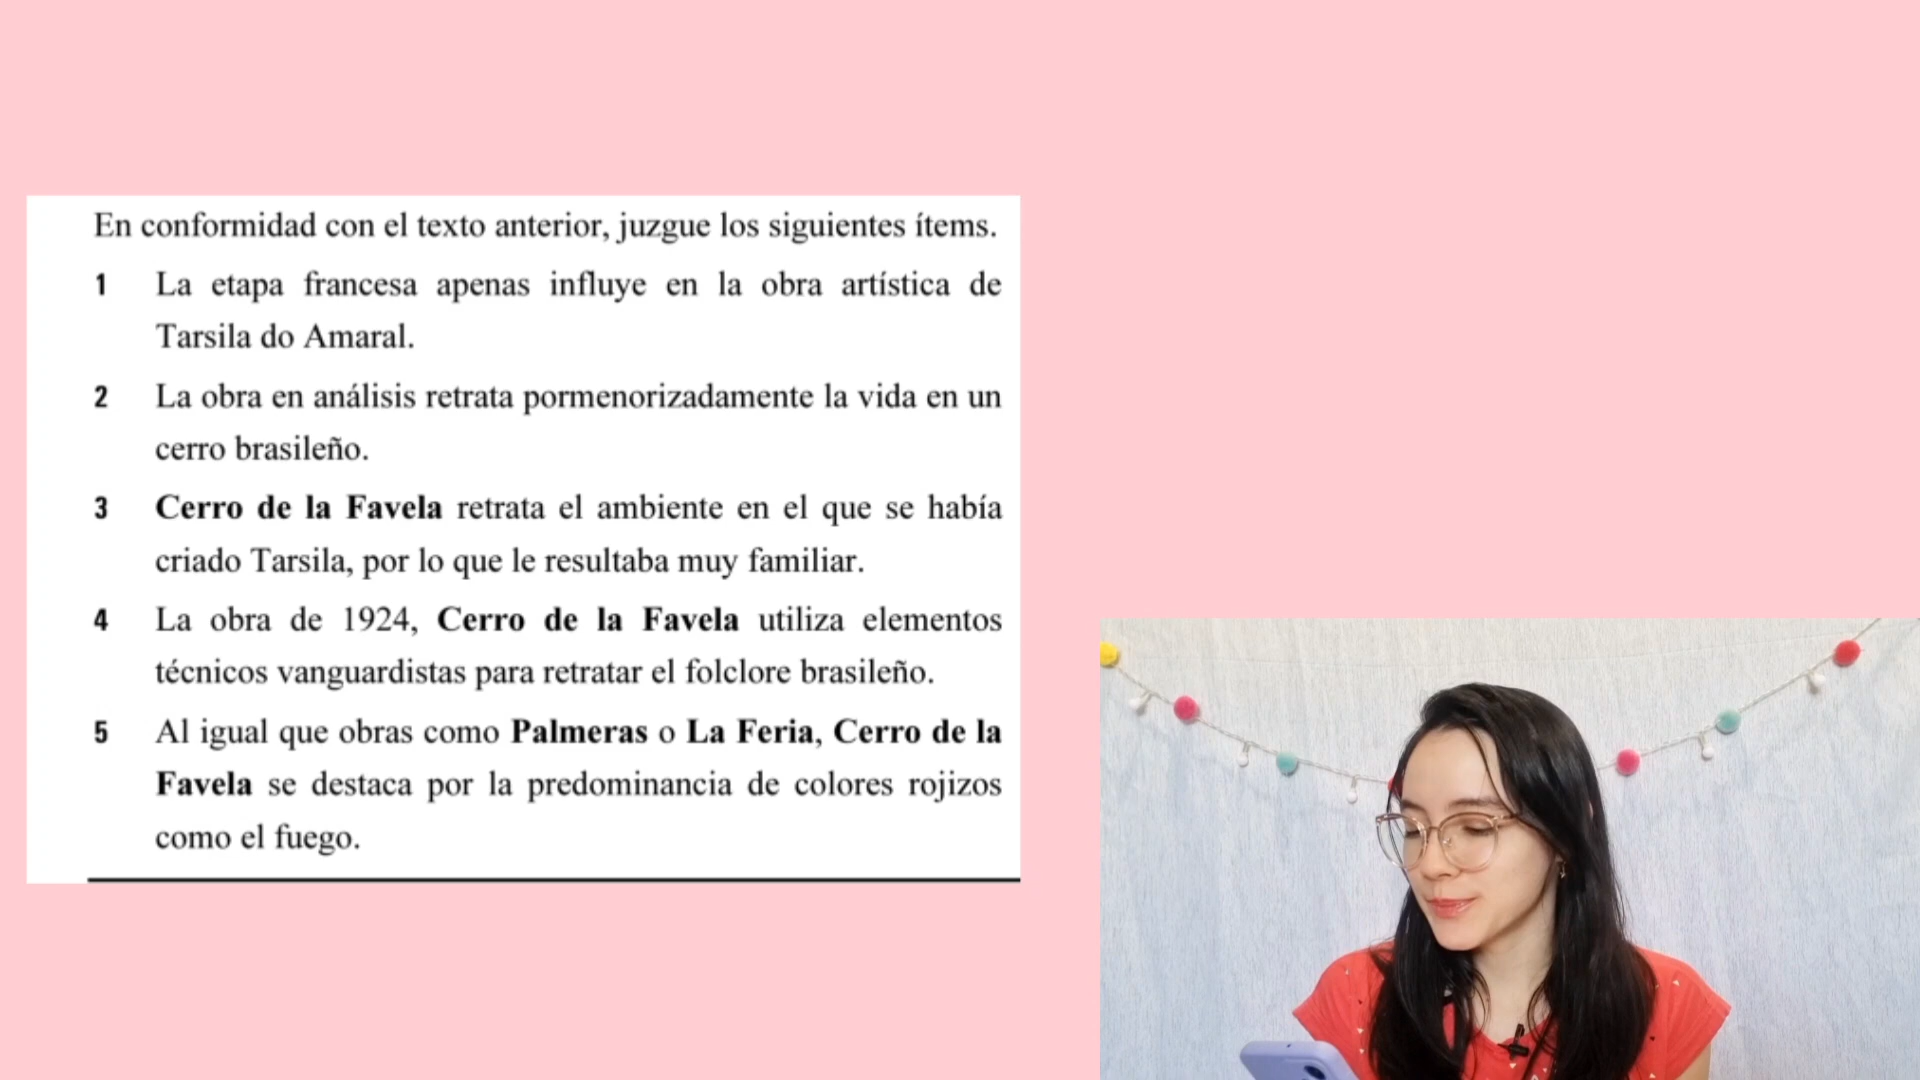 En conformidad con el texto anterior, juzgue los siguientes ítems.
1 La etapa francesa apenas influye en la obra artística de
Tarsila do Amaral.
2 La obra en análisis retrata pormenorizadamente la vida en un
cerro brasileño.
3 Cerro de la Favela retrata el ambiente en el que se había
criado Tarsila, por lo que le resultaba muy familiar.
4 La obra de 1924, Cerro de la Favela utiliza elementos
técnicos vanguardistas para retratar el folclore brasileño.
5 Al igual que obras como Palmeras o La Feria, Cerro de la
Favela se destaca por la predominancia de colores rojizos
como el fuego.